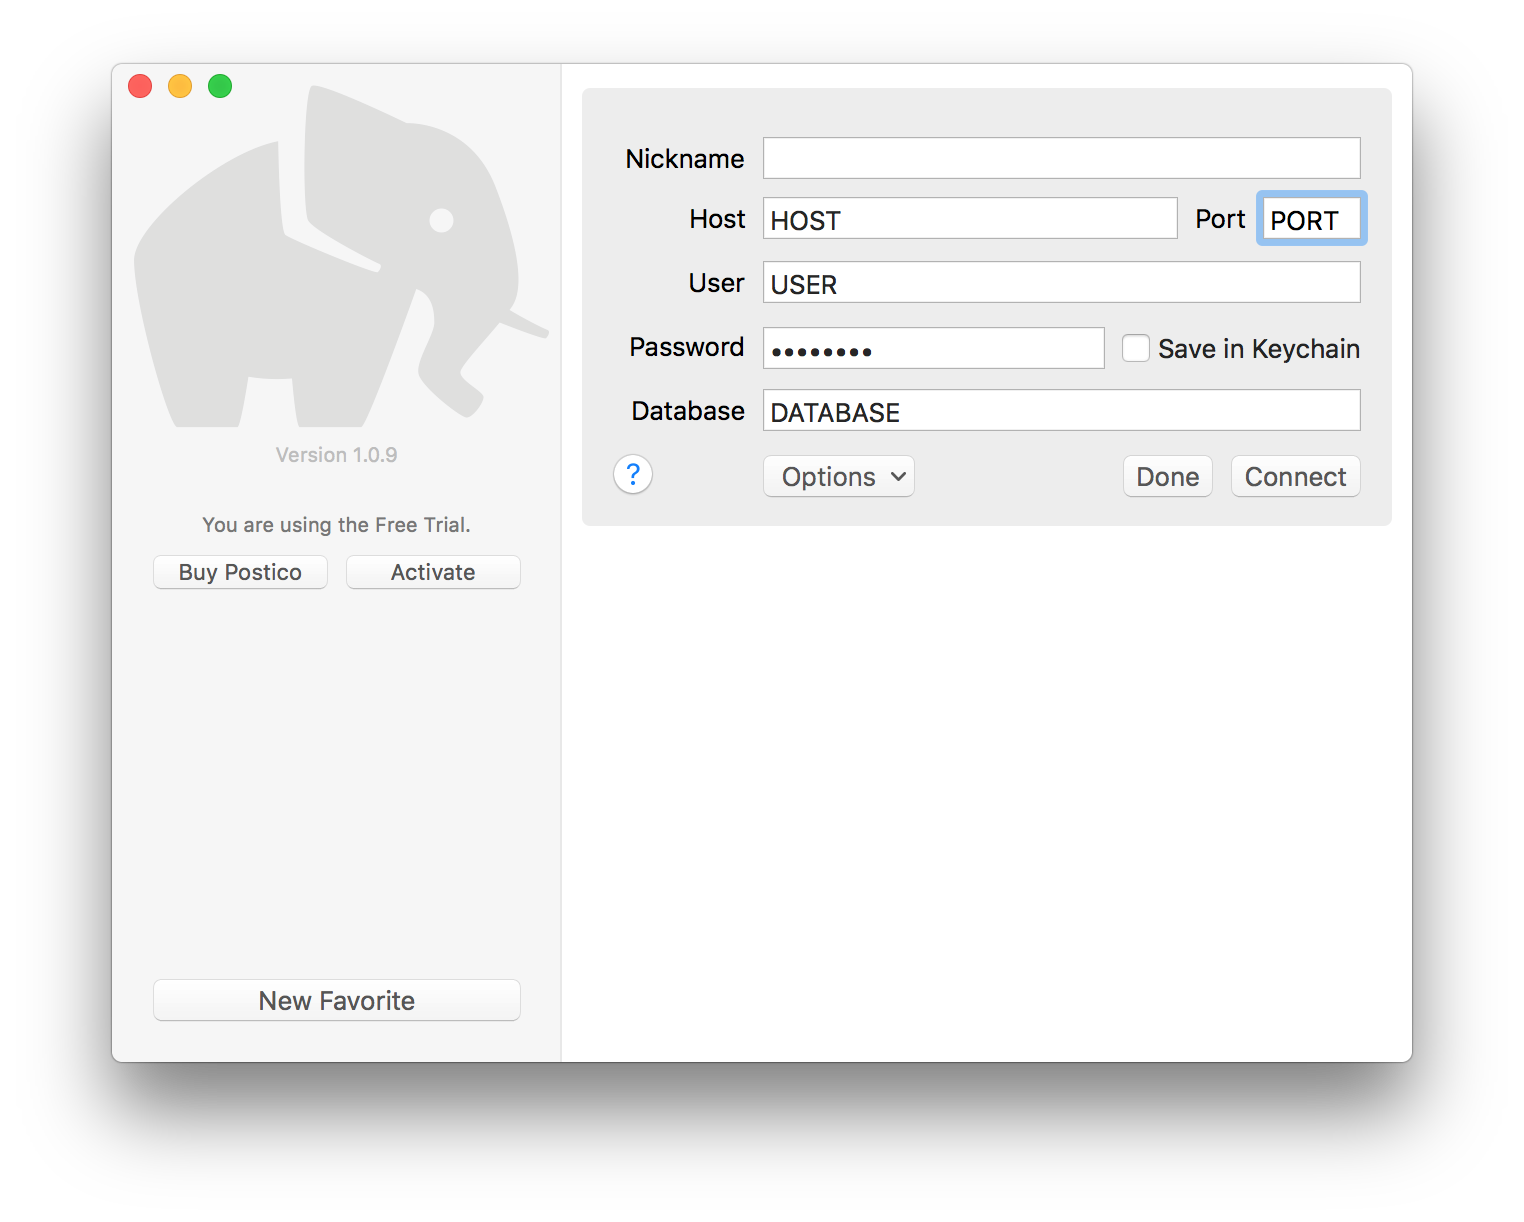 Version 1.0.9
You are using the Free Trial.
Buy Postico Activate
New Favorite
Nickname
Host HOST Port PORT
User USER
Password •••••••• Save in Keychain
Database DATABASE
? Options Done Connect